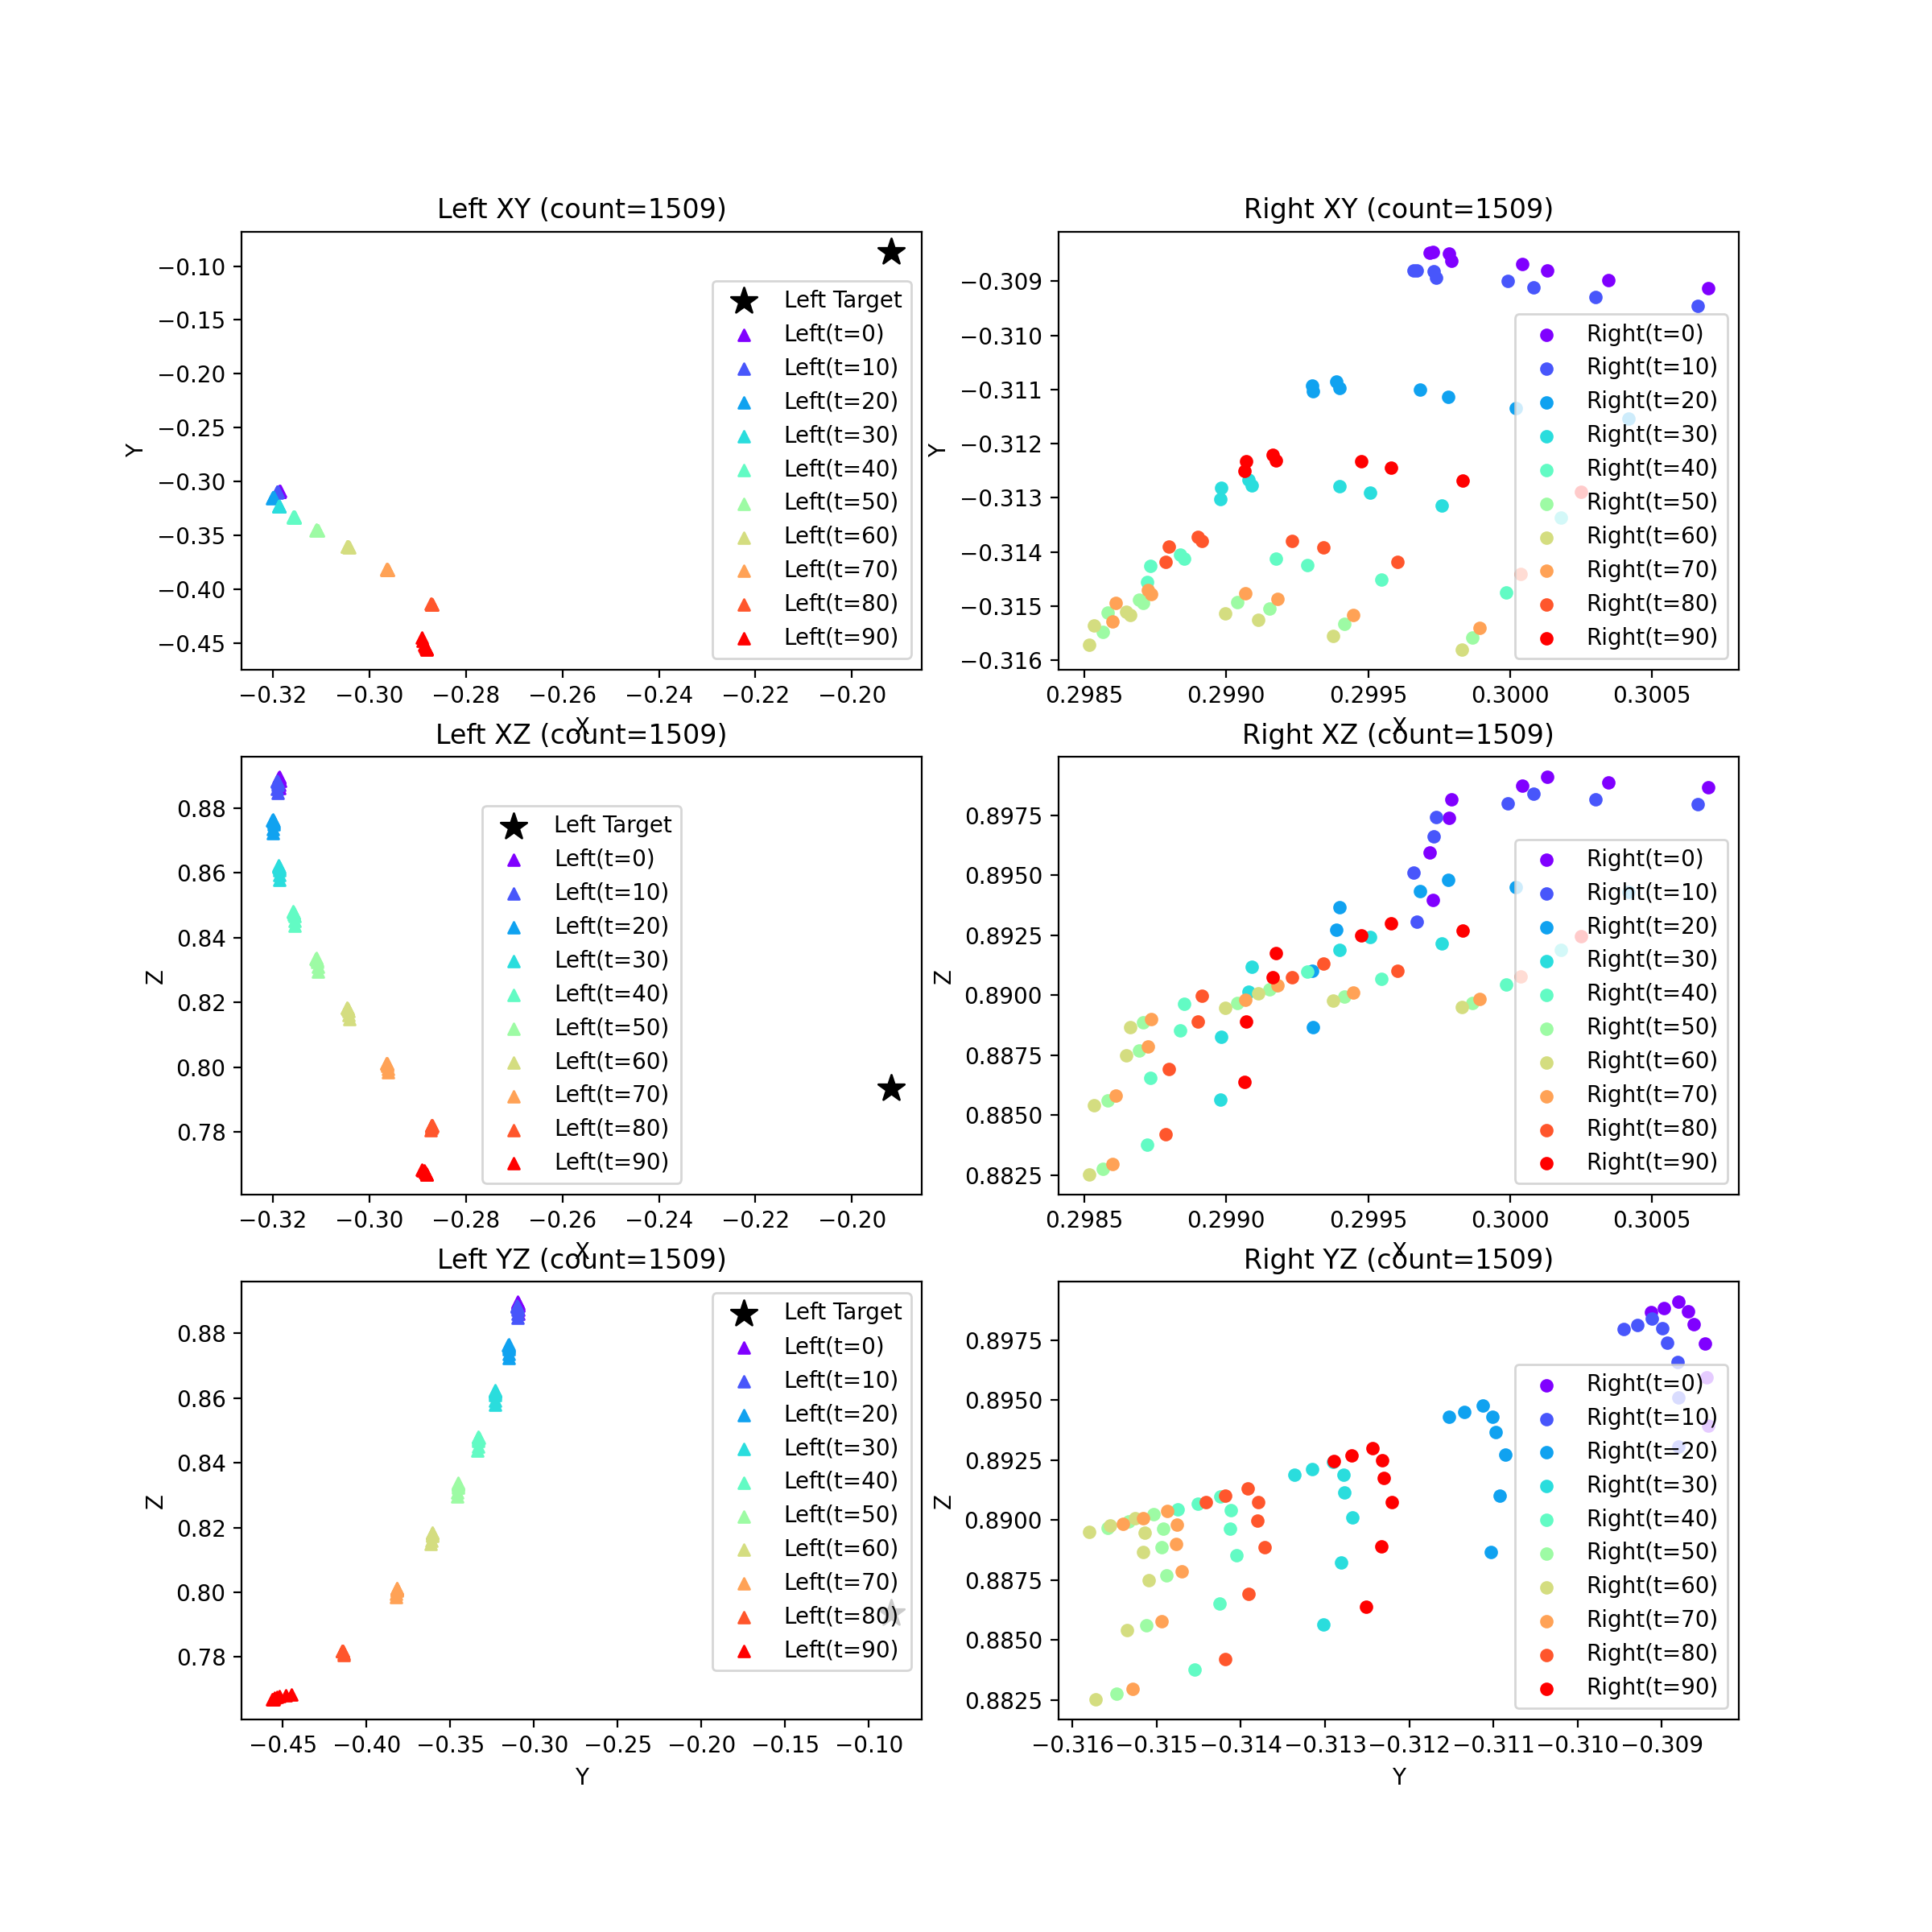 Left XY (count=1509)
Y
−0.10
−0.15
−0.20
−0.25
−0.30
−0.35
−0.40
−0.45
Left Target
Left(t=0)
Left(t=10)
Left(t=20)
Left(t=30)
Left(t=40)
Left(t=50)
Left(t=60)
Left(t=70)
Left(t=80)
Left(t=90)
−0.32 −0.30 −0.28 −0.26 −0.24 −0.22 −0.20
X
Right XY (count=1509)
Y
−0.309
−0.310
−0.311
−0.312
−0.313
−0.314
−0.315
−0.316
Right(t=0)
Right(t=10)
Right(t=20)
Right(t=30)
Right(t=40)
Right(t=50)
Right(t=60)
Right(t=70)
Right(t=80)
Right(t=90)
0.2985 0.2990 0.2995 0.3000 0.3005
X
Left XZ (count=1509)
Z
0.88
0.86
0.84
0.82
0.80
0.78
Left Target
Left(t=0)
Left(t=10)
Left(t=20)
Left(t=30)
Left(t=40)
Left(t=50)
Left(t=60)
Left(t=70)
Left(t=80)
Left(t=90)
−0.32 −0.30 −0.28 −0.26 −0.24 −0.22 −0.20
X
Right XZ (count=1509)
Z
0.8975
0.8950
0.8925
0.8900
0.8875
0.8850
0.8825
Right(t=0)
Right(t=10)
Right(t=20)
Right(t=30)
Right(t=40)
Right(t=50)
Right(t=60)
Right(t=70)
Right(t=80)
Right(t=90)
0.2985 0.2990 0.2995 0.3000 0.3005
X
Left YZ (count=1509)
Z
0.88
0.86
0.84
0.82
0.80
0.78
Left Target
Left(t=0)
Left(t=10)
Left(t=20)
Left(t=30)
Left(t=40)
Left(t=50)
Left(t=60)
Left(t=70)
Left(t=80)
Left(t=90)
−0.45 −0.40 −0.35 −0.30 −0.25 −0.20 −0.15 −0.10
Y
Right YZ (count=1509)
Z
0.8975
0.8950
0.8925
0.8900
0.8875
0.8850
0.8825
Right(t=0)
Right(t=10)
Right(t=20)
Right(t=30)
Right(t=40)
Right(t=50)
Right(t=60)
Right(t=70)
Right(t=80)
Right(t=90)
−0.316 −0.315 −0.314 −0.313 −0.312 −0.311 −0.310 −0.309
Y